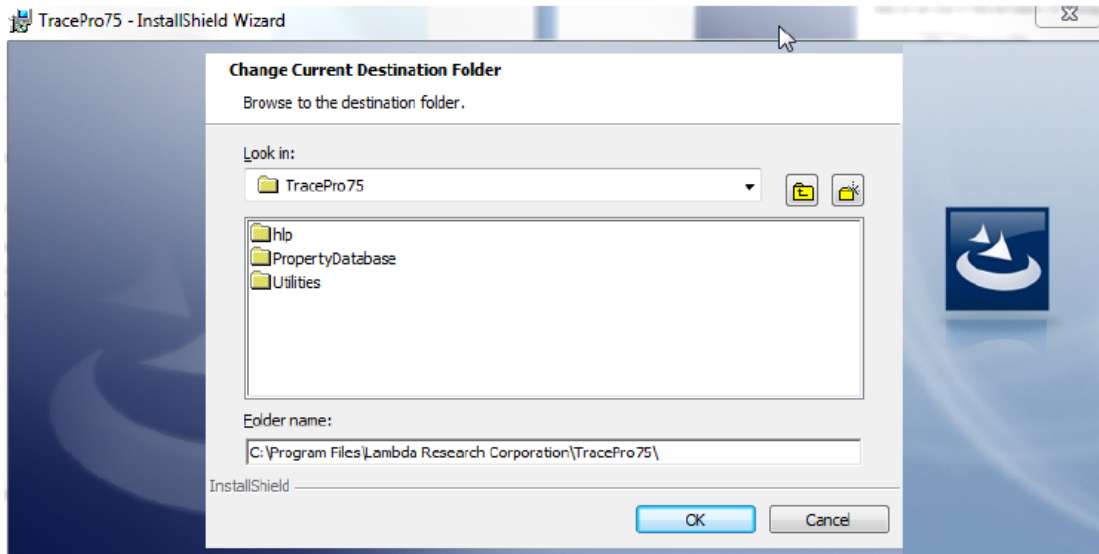 TracePro75 - InstallShield Wizard
Change Current Destination Folder
Browse to the destination folder.
Look in:
TracePro75
hlp
PropertyDatabase
Utilities
Folder name:
C:\Program Files\Lambda Research Corporation\TracePro75\
InstallShield
OK
Cancel